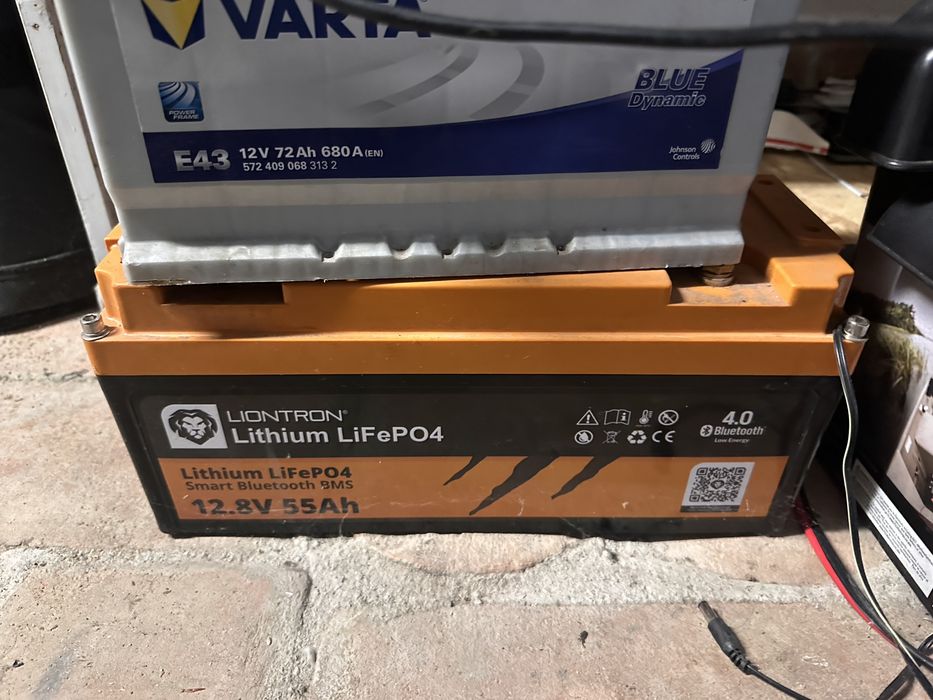 VARTA
BLUE
Dynamic
POWER
FRAME
E43 12V 72Ah 680A(EN)
572 409 068 313 2
Johnson
Controls
LIONTRON®
Lithium LiFePO4
4.0
Bluetooth
Low Energy
CE
Lithium LiFePO4
Smart Bluetooth BMS
12.8V 55Ah